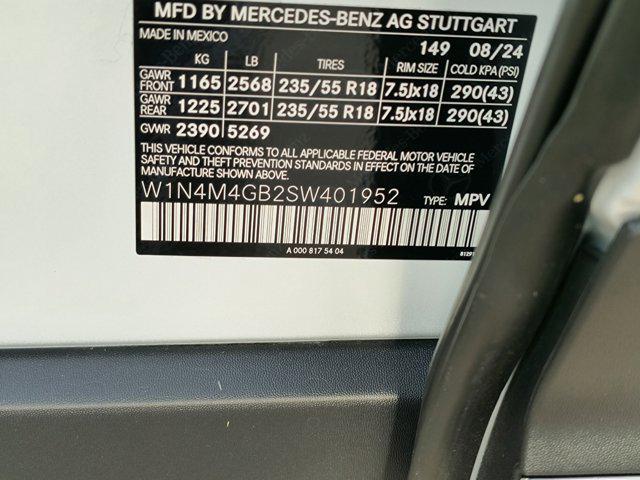 MFD BY MERCEDES-BENZ AG STUTTGART
MADE IN MEXICO 149 08/24
KG LB TIRES RIM SIZE COLD KPA (PSI)
GAWR FRONT 1165 2568 235/55 R18 7.5Jx18 290(43)
GAWR REAR 1225 2701 235/55 R18 7.5Jx18 290(43)
GWR 2390 5269
THIS VEHICLE CONFORMS TO ALL APPLICABLE FEDERAL MOTOR VEHICLE
SAFETY AND THEFT PREVENTION STANDARDS IN EFFECT ON THE DATE OF
MANUFACTURE SHOWN ABOVE.
W1N4M4GB2SW401952 TYPE: MPV
A 000 817 54 04